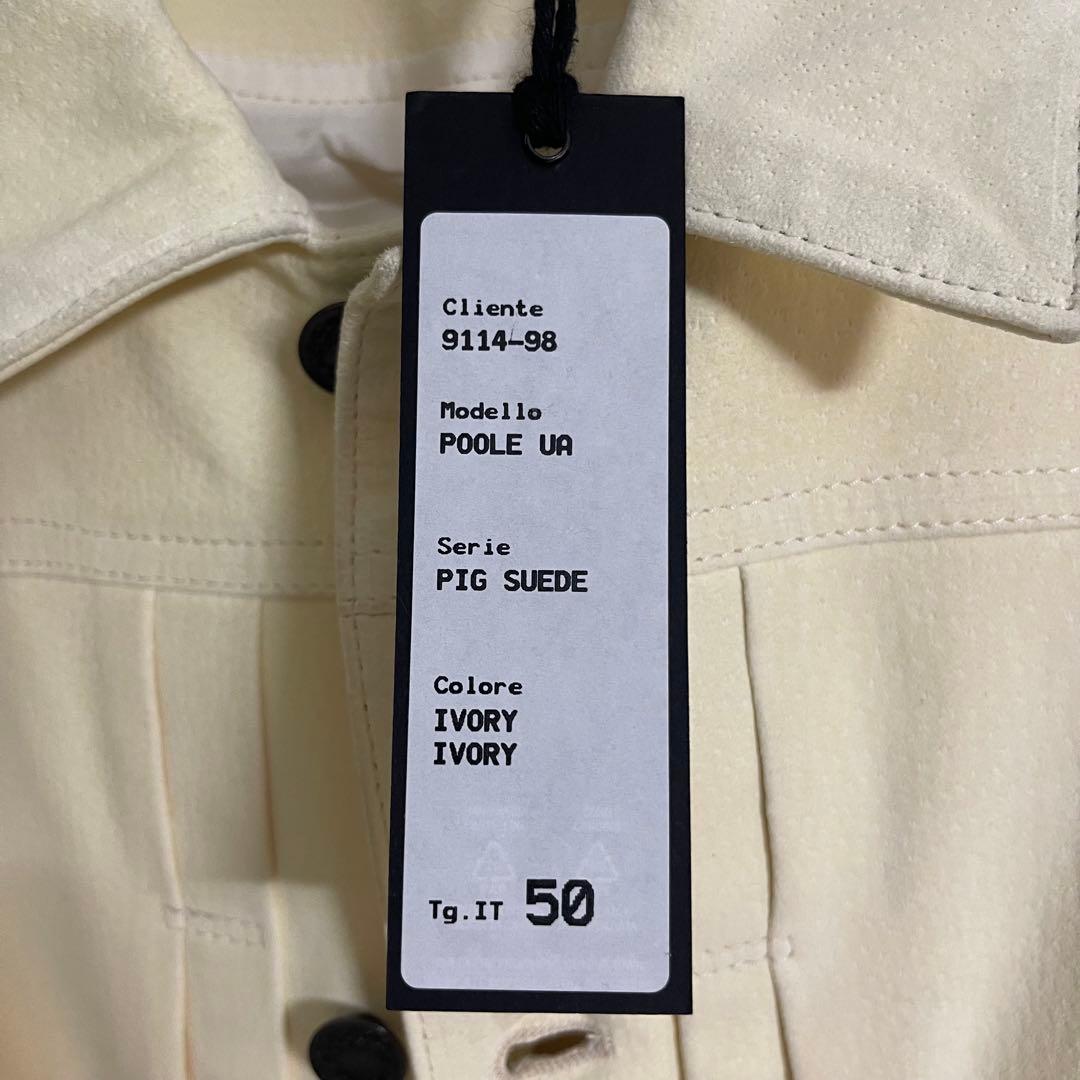 Cliente
9114-98
Modello
POOLE UA
Serie
PIG SUEDE
Colore
IVORY
IVORY
Tg.IT 50